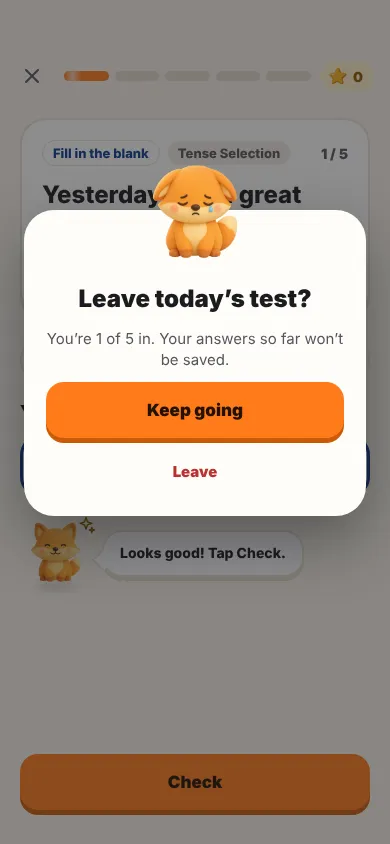 0
Fill in the blank
Tense Selection
1 / 5
Yesterday great
Leave today's test?
You're 1 of 5 in. Your answers so far won't
be saved.
Keep going
Leave
Looks good! Tap Check.
Check